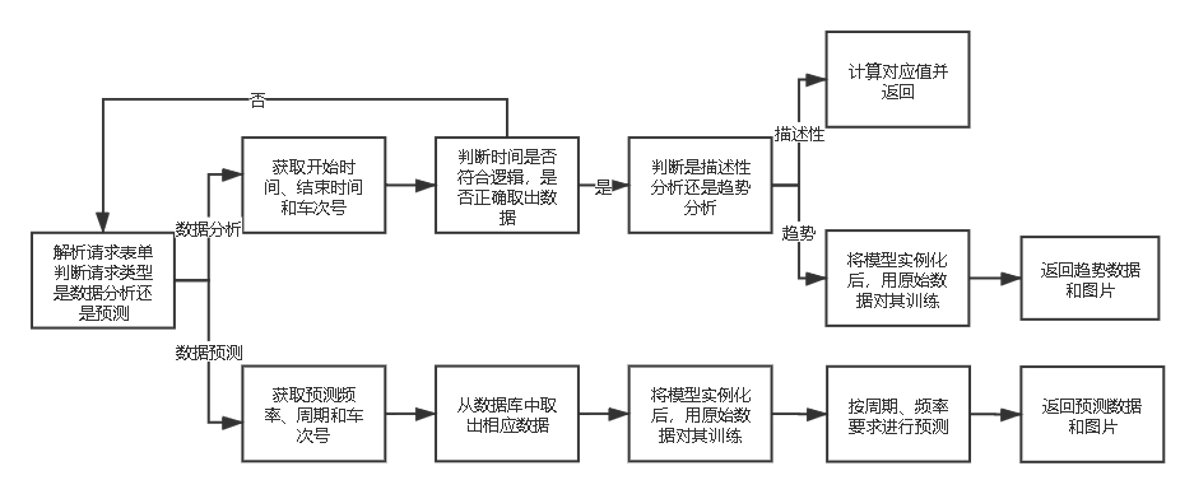 计算对应值并
返回
否
描述性
获取开始时
间、结束时间
和车次号
判断时间是否
符合逻辑，是
否正确取出数
据
是
判断是描述性
分析还是趋势
分析
数据分析
趋势
解析请求表单
判断请求类型
是数据分析还
是预测
将模型实例化
后，用原始数
据对其训练
返回趋势数据
和图片
数据预测
获取预测频
率、周期和车
次号
从数据库中取
出相应数据
将模型实例化
后，用原始数
据对其训练
按周期、频率
要求进行预测
返回预测数据
和图片